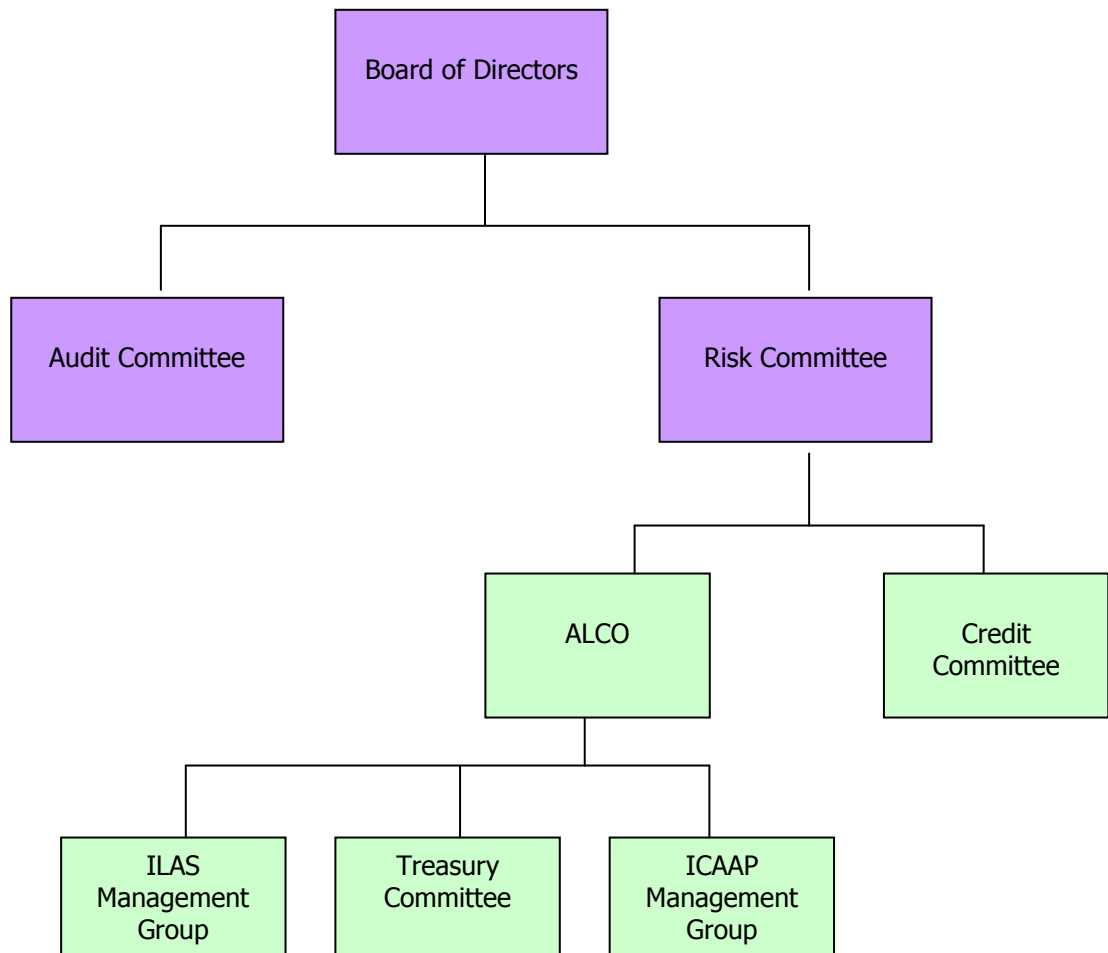 Board of Directors
Audit Committee
Risk Committee
ALCO
Credit
Committee
ILAS
Management
Group
Treasury
Committee
ICAAP
Management
Group